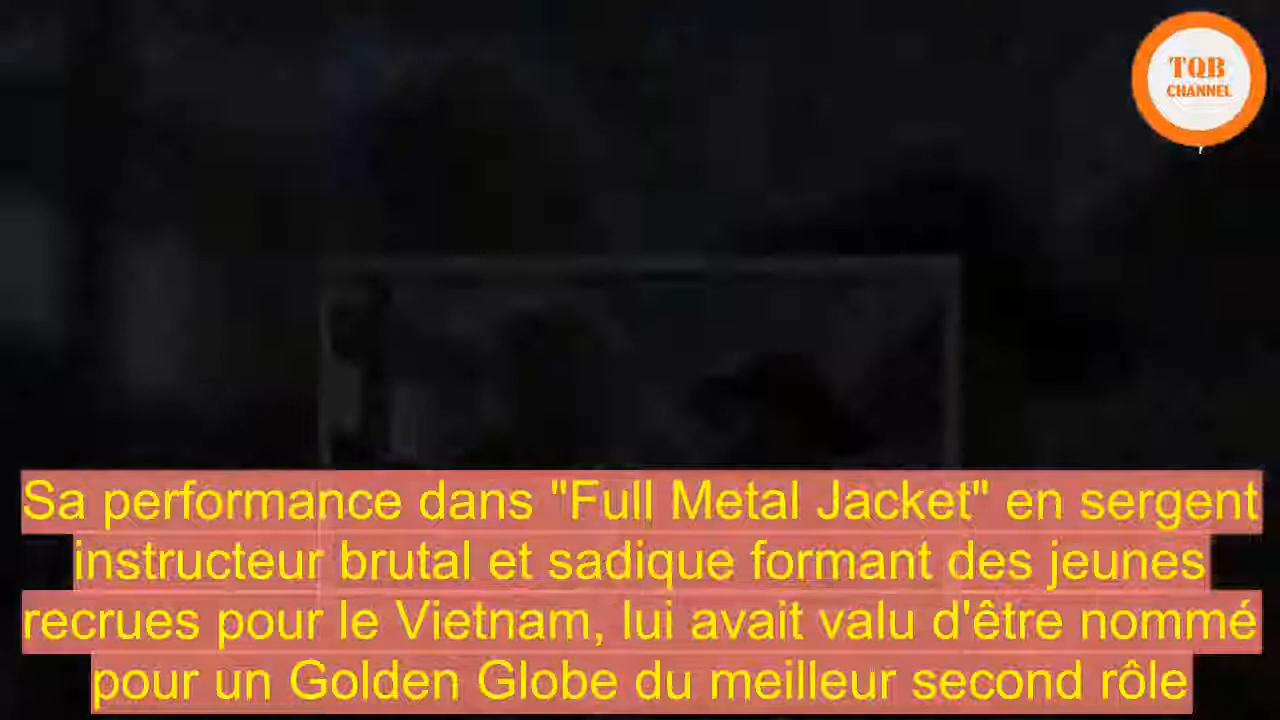 TQB
CHANNEL
Sa performance dans "Full Metal Jacket" en sergent
instructeur brutal et sadique formant des jeunes
recrues pour le Vietnam, lui avait valu d'être nommé
pour un Golden Globe du meilleur second rôle